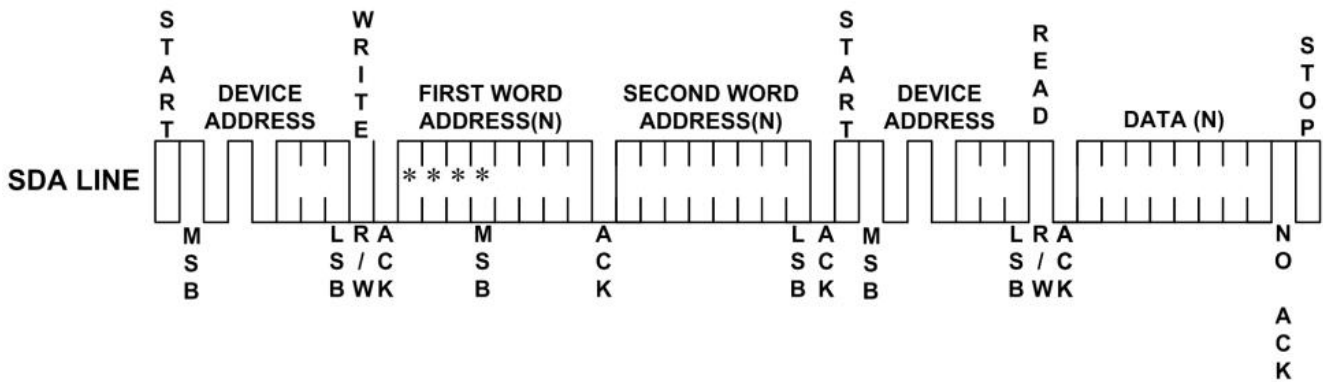 START
WRITE
START
READ
STOP
DEVICE
ADDRESS
FIRST WORD
ADDRESS(N)
SECOND WORD
ADDRESS(N)
DEVICE
ADDRESS
DATA (N)
SDA LINE
* * * *
MSB
LSB
R/W
ACK
MSB
ACK
LSB
ACK
MSB
LSB
R/W
ACK
NO ACK